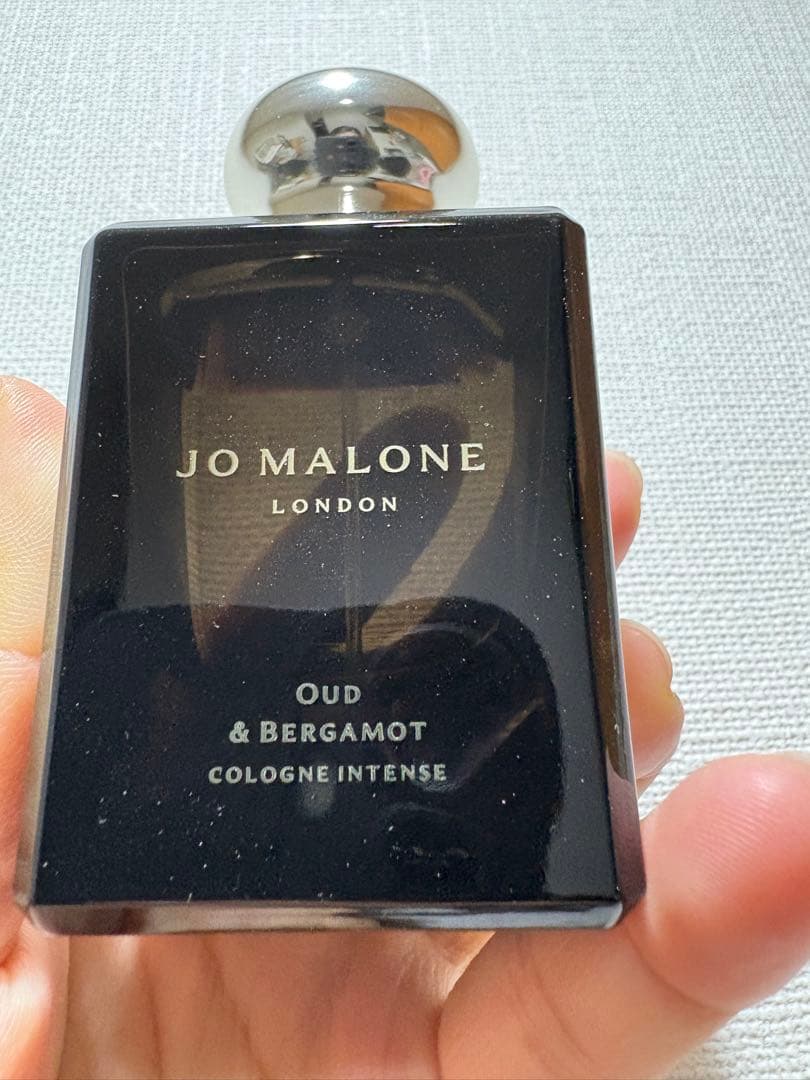 JO MALONE
LONDON
OUD
& BERGAMOT
COLOGNE INTENSE